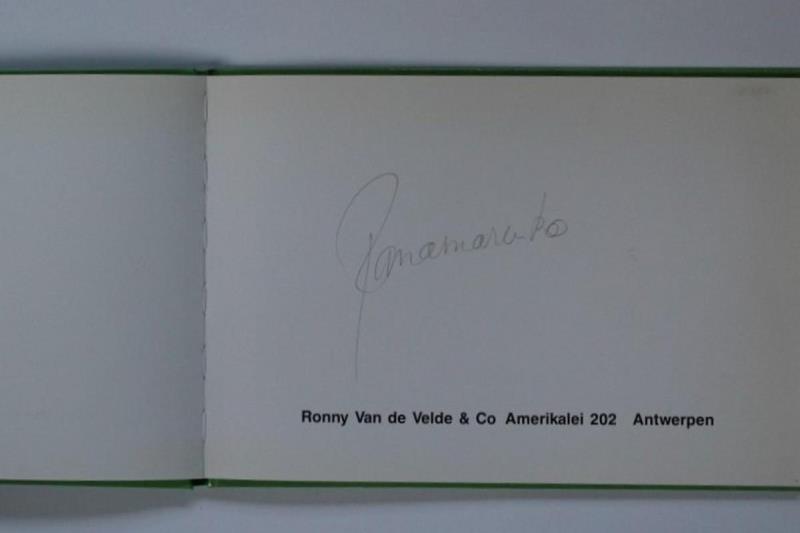 Panamarenko
Ronny Van de Velde & Co Amerikalei 202 Antwerpen